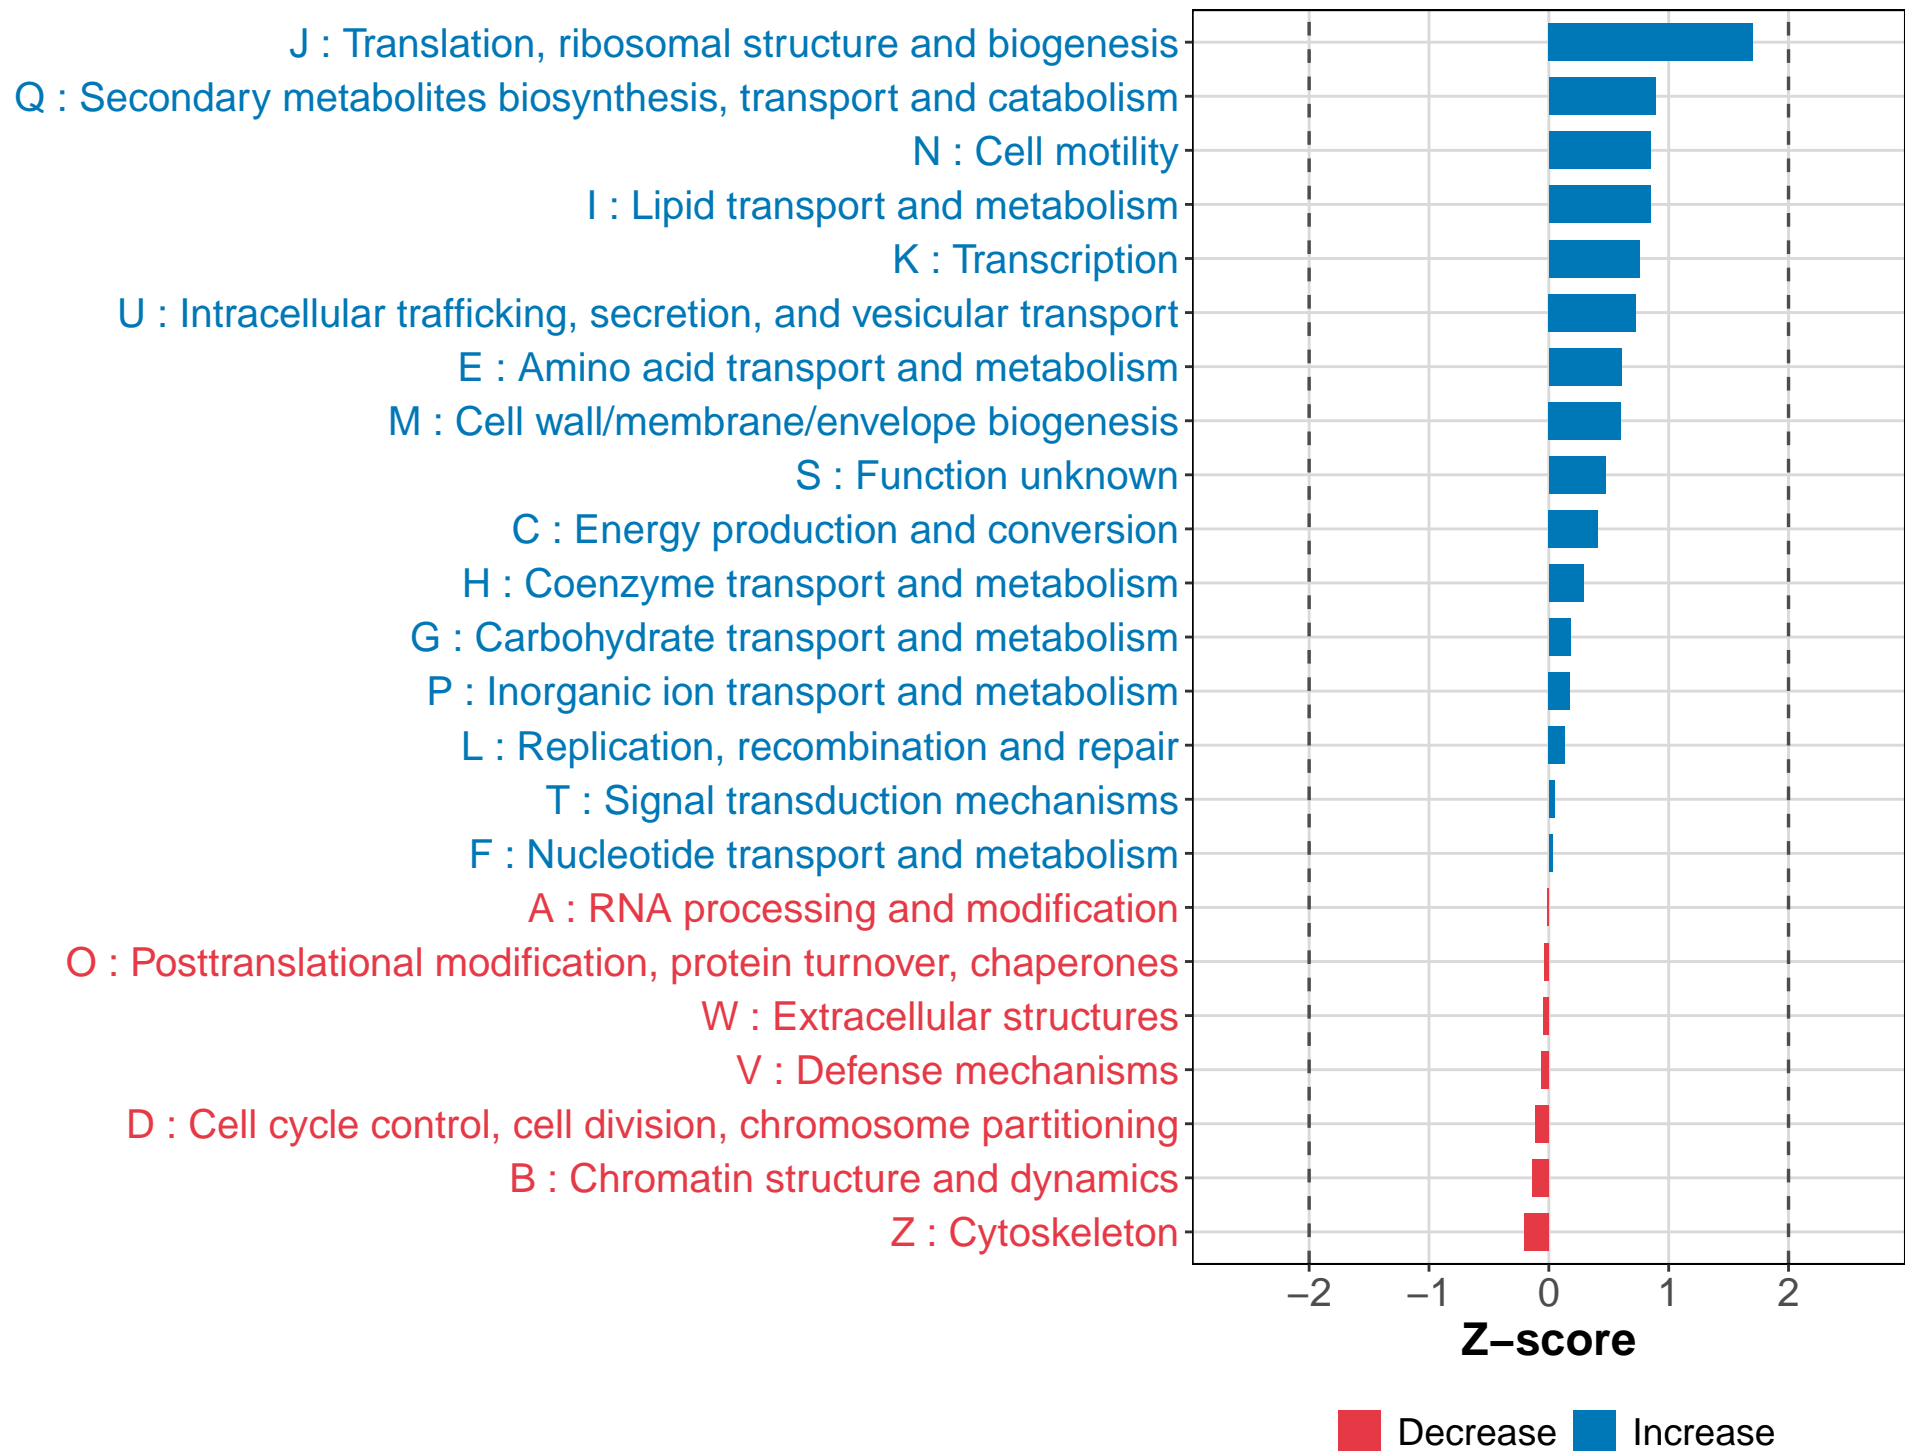 J : Translation, ribosomal structure and biogenesis
Q : Secondary metabolites biosynthesis, transport and catabolism
N : Cell motility
I : Lipid transport and metabolism
K : Transcription
U : Intracellular trafficking, secretion, and vesicular transport
E : Amino acid transport and metabolism
M : Cell wall/membrane/envelope biogenesis
S : Function unknown
C : Energy production and conversion
H : Coenzyme transport and metabolism
G : Carbohydrate transport and metabolism
P : Inorganic ion transport and metabolism
L : Replication, recombination and repair
T : Signal transduction mechanisms
F : Nucleotide transport and metabolism
A : RNA processing and modification
O : Posttranslational modification, protein turnover, chaperones
W : Extracellular structures
V : Defense mechanisms
D : Cell cycle control, cell division, chromosome partitioning
B : Chromatin structure and dynamics
Z : Cytoskeleton
−2 −1 0 1 2
Z−score
Decrease Increase